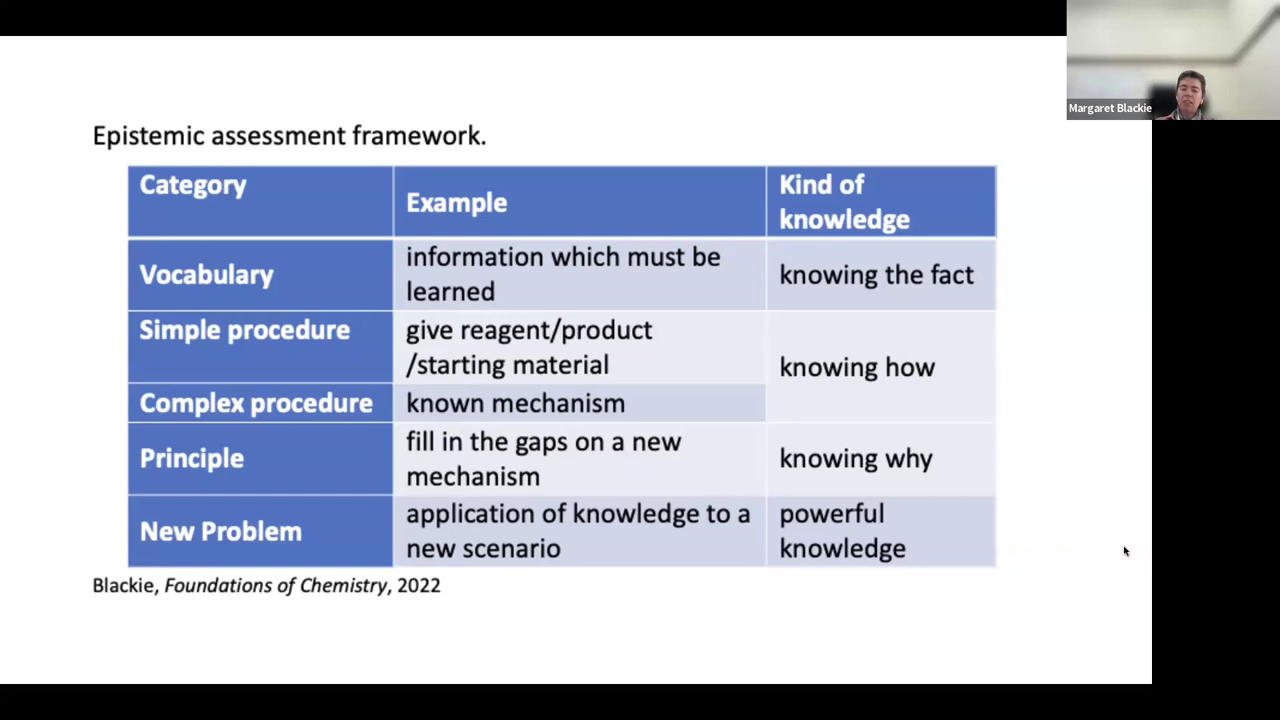 Margaret Blackie
Epistemic assessment framework.
Category
Example
Kind of
knowledge
Vocabulary
information which must be
learned
knowing the fact
Simple procedure
give reagent/product
/starting material
knowing how
Complex procedure
known mechanism
Principle
fill in the gaps on a new
mechanism
knowing why
New Problem
application of knowledge to a
new scenario
powerful
knowledge
Blackie, Foundations of Chemistry, 2022